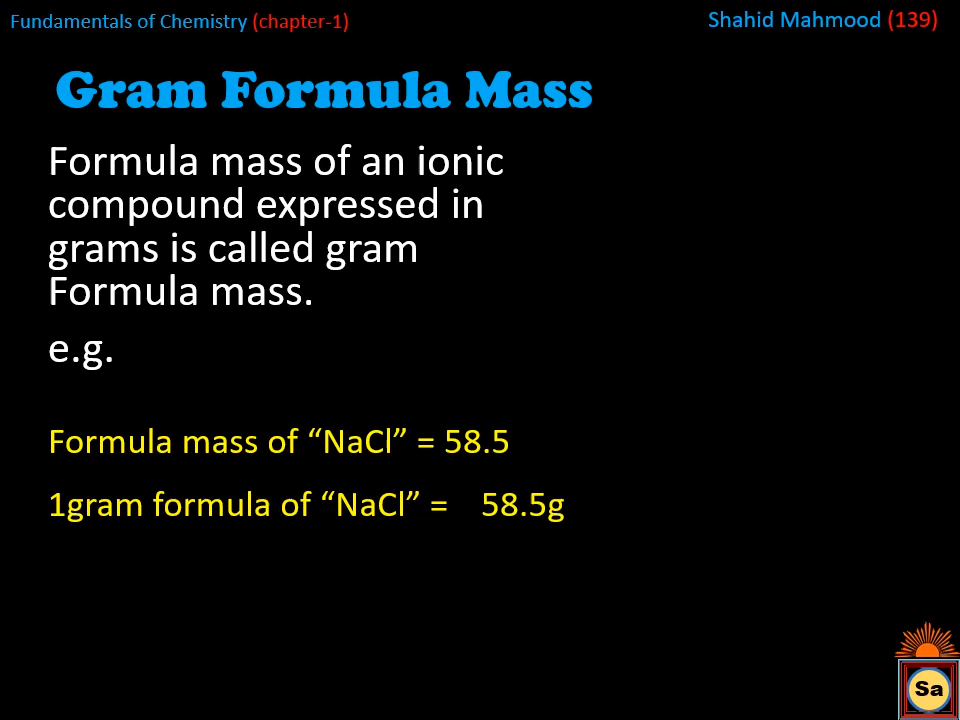 Fundamentals of Chemistry (chapter-1)
Shahid Mahmood (139)
Gram Formula Mass
Formula mass of an ionic
compound expressed in
grams is called gram
Formula mass.
e.g.
Formula mass of “NaCl” = 58.5
1gram formula of “NaCl” = 58.5g
Sa